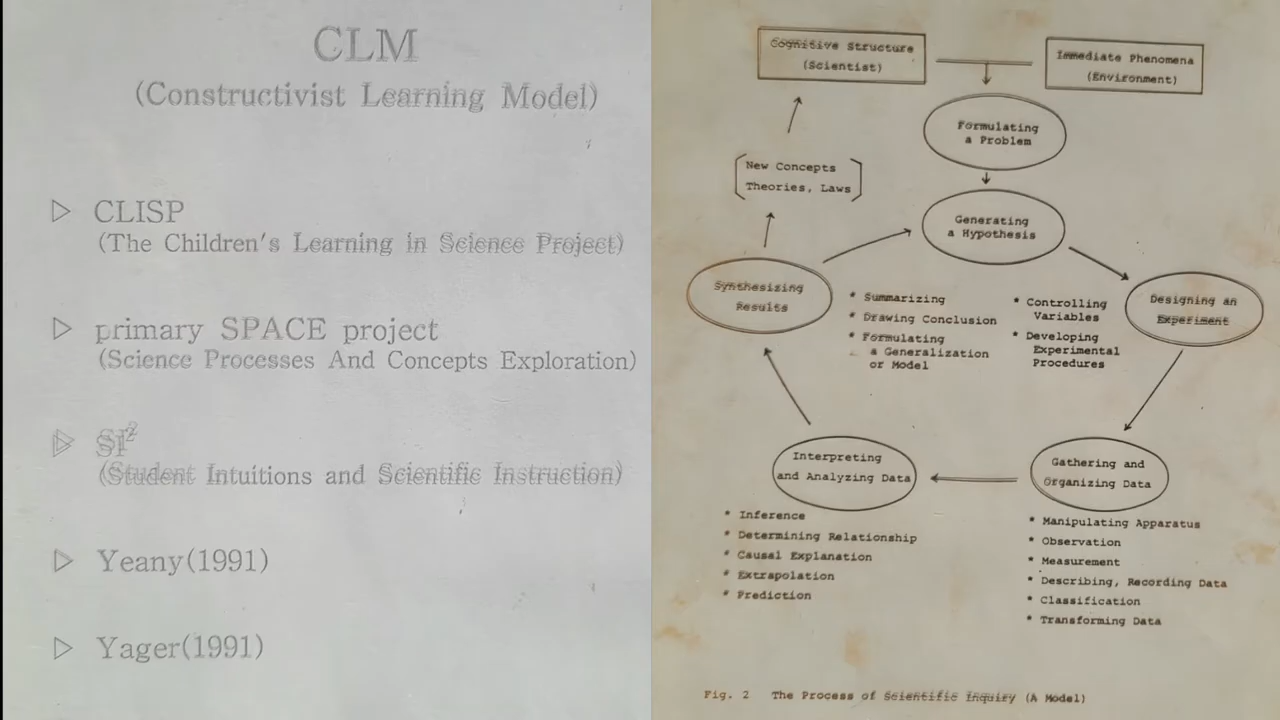 CLM
(Constructivist Learning Model)
▷ CLISP
(The Children's Learning in Science Project)
▷ primary SPACE project
(Science Processes And Concepts Exploration)
▷ SI²
(Student Intuitions and Scientific Instruction)
▷ Yeany(1991)
▷ Yager(1991)
Cognitive Structure
(Scientist)
Immediate Phenomena
(Environment)
Formulating
a Problem
New Concepts
Theories, Laws
Generating
a Hypothesis
Synthesizing
Results
* Summarizing
* Drawing Conclusion
* Formulating
a Generalization
or Model
* Controlling
Variables
* Developing
Experimental
Procedures
Designing an
Experiment
Interpreting
and Analyzing Data
Gathering and
Organizing Data
* Inference
* Determining Relationship
* Causal Explanation
* Extrapolation
* Prediction
* Manipulating Apparatus
* Observation
* Measurement
* Describing, Recording Data
* Classification
* Transforming Data
Fig. 2 The Process of Scientific Inquiry (A Model)